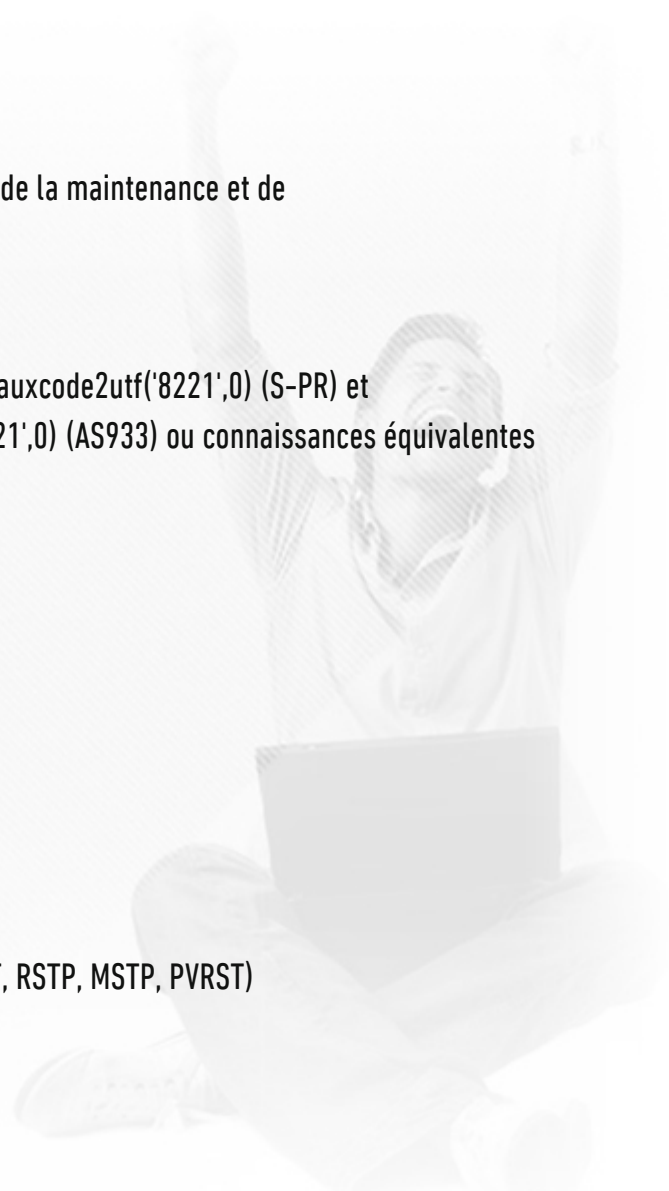 de la maintenance et de
auxcode2utf('8221',0) (S-PR) et
21',0) (AS933) ou connaissances équivalentes
, RSTP, MSTP, PVRST)